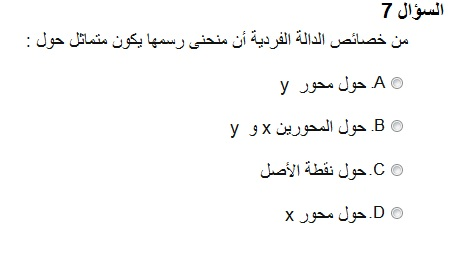 السؤال 7
من خصائص الدالة الفردية أن منحنى رسمها يكون متماثل حول :
A. حول محور y
B. حول المحورين x و y
C. حول نقطة الأصل
D. حول محور x